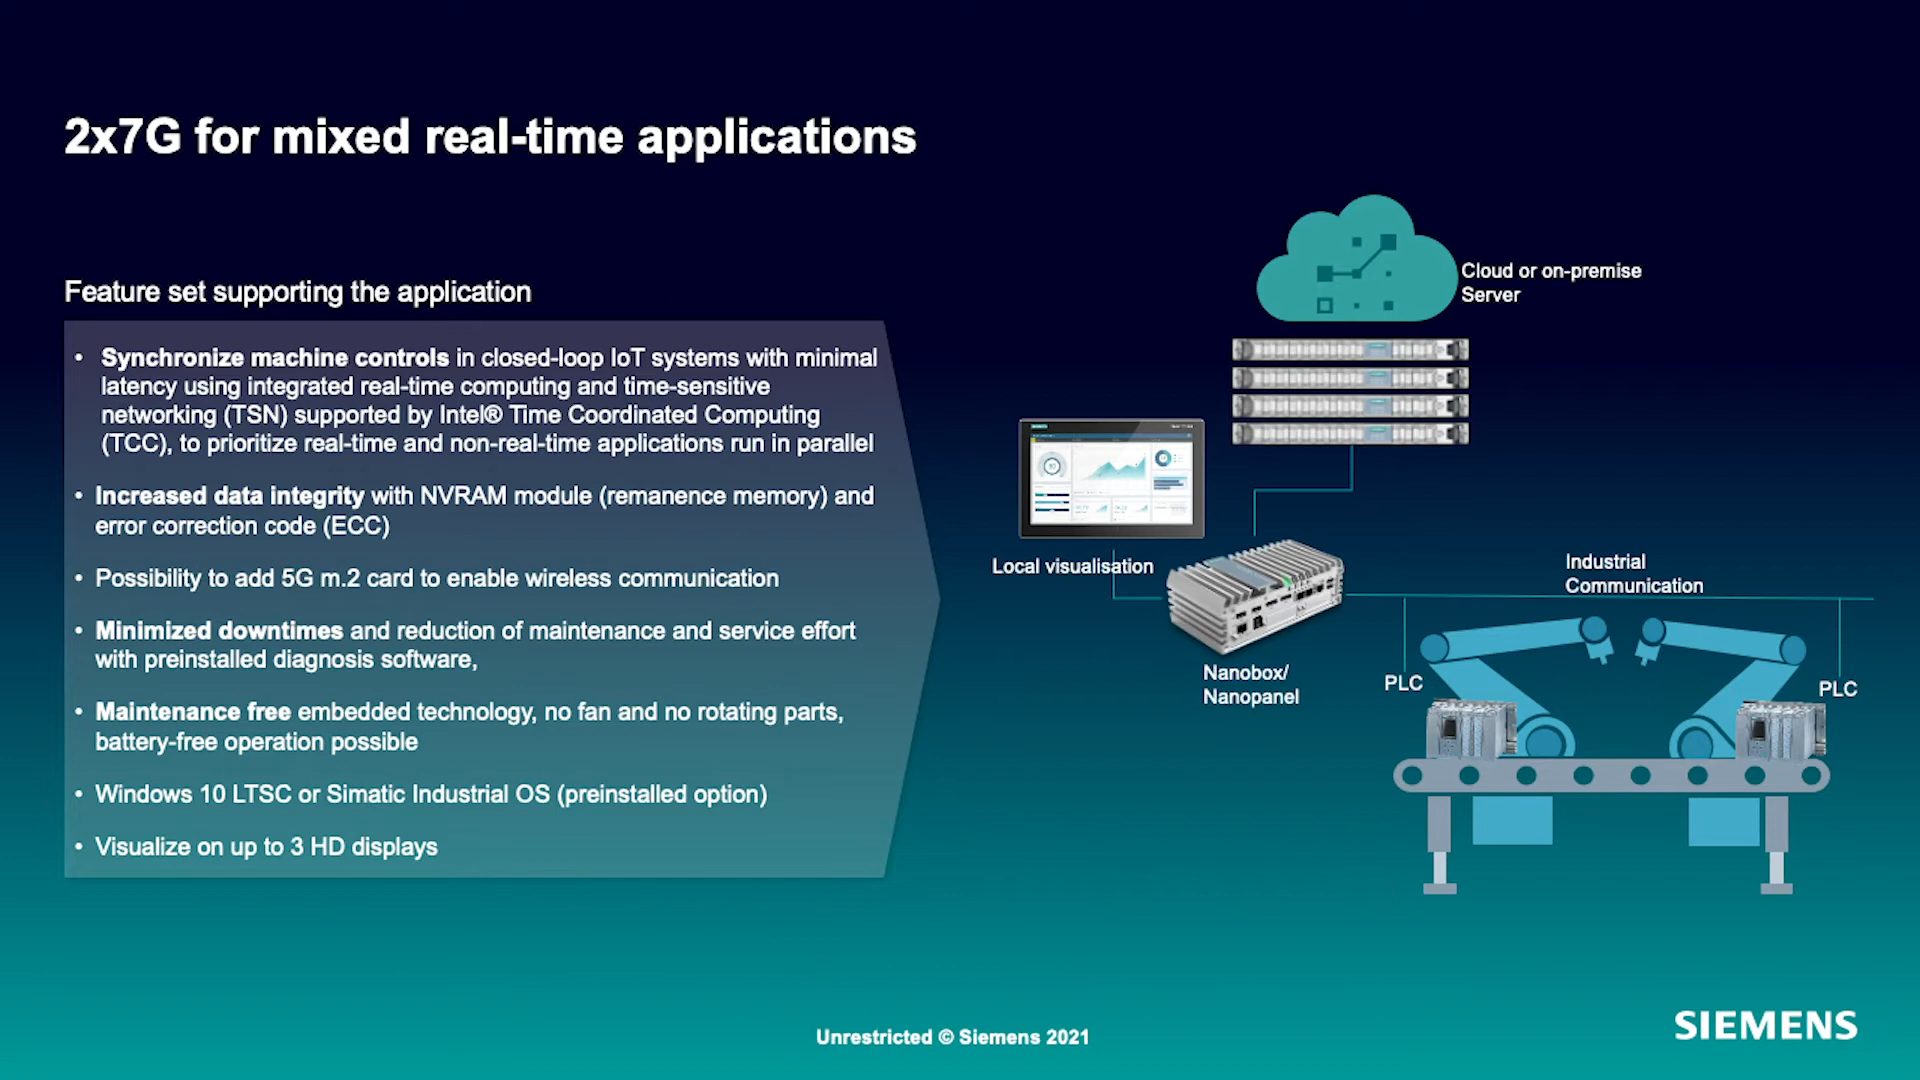 2x7G for mixed real-time applications
Feature set supporting the application
• Synchronize machine controls in closed-loop IoT systems with minimal
latency using integrated real-time computing and time-sensitive
networking (TSN) supported by Intel® Time Coordinated Computing
(TCC), to prioritize real-time and non-real-time applications run in parallel
• Increased data integrity with NVRAM module (remanence memory) and
error correction code (ECC)
• Possibility to add 5G m.2 card to enable wireless communication
• Minimized downtimes and reduction of maintenance and service effort
with preinstalled diagnosis software,
• Maintenance free embedded technology, no fan and no rotating parts,
battery-free operation possible
• Windows 10 LTSC or Simatic Industrial OS (preinstalled option)
• Visualize on up to 3 HD displays
Cloud or on-premise
Server
Local visualisation
Nanobox/
Nanopanel
Industrial
Communication
PLC
PLC
Unrestricted © Siemens 2021
SIEMENS